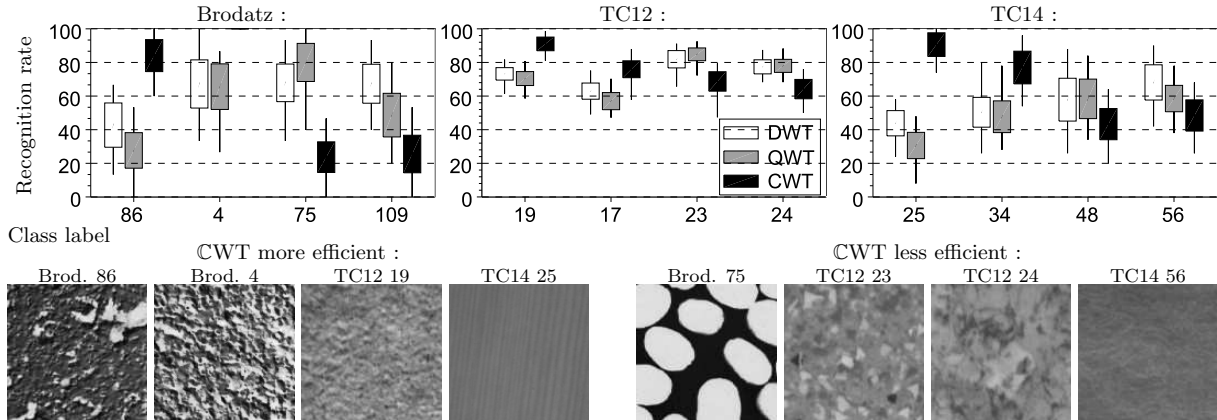 Brodatz :
TC12 :
TC14 :
Recognition rate
100
80
60
40
20
0
86 4 75 109
100
80
60
40
20
0
19 17 23 24
DWT
QWT
CWT
100
80
60
40
20
0
25 34 48 56
Class label
ℂWT more efficient :
ℂWT less efficient :
Brod. 86
Brod. 4
TC12 19
TC14 25
Brod. 75
TC12 23
TC12 24
TC14 56